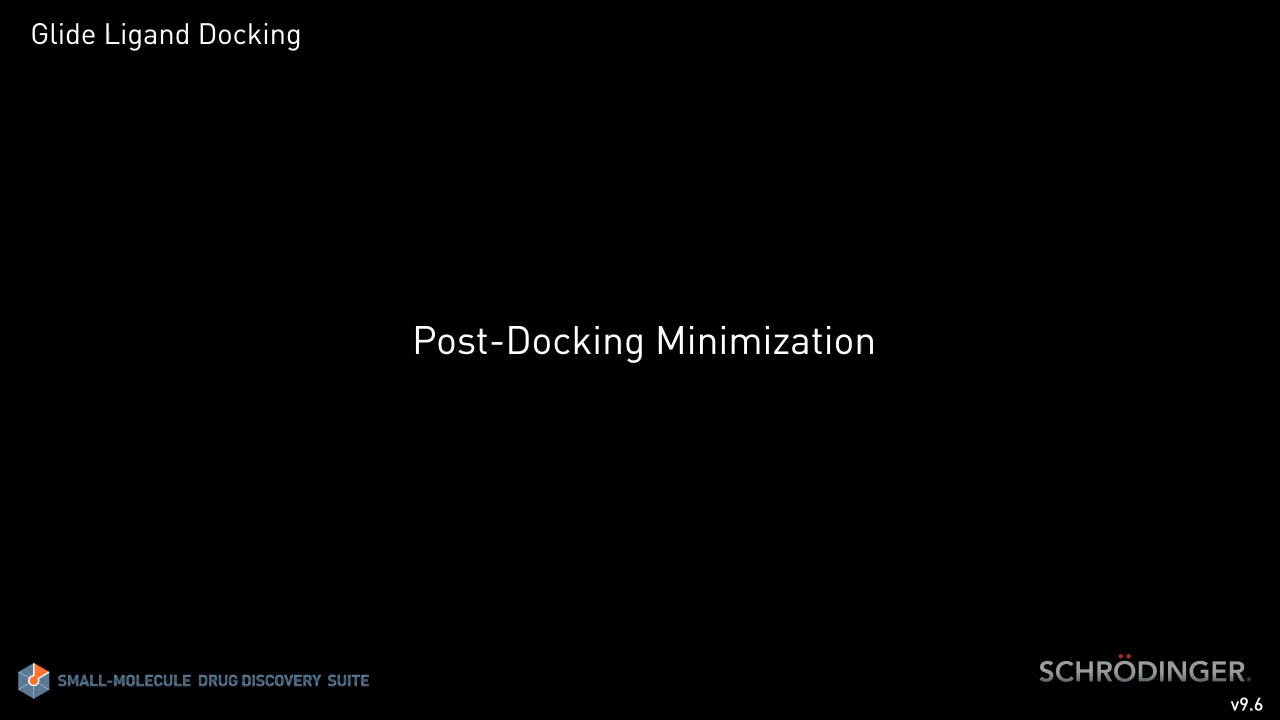 Glide Ligand Docking
Post-Docking Minimization
SMALL-MOLECULE DRUG DISCOVERY SUITE
SCHRÖDINGER®
v9.6